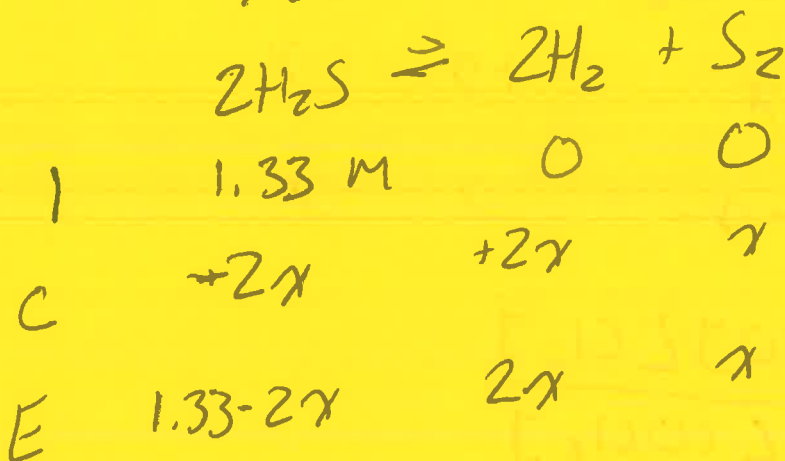 2H₂S ⇌ 2H₂ + S₂
I 1.33 M 0 0
C -2x +2x x
E 1.33-2x 2x x